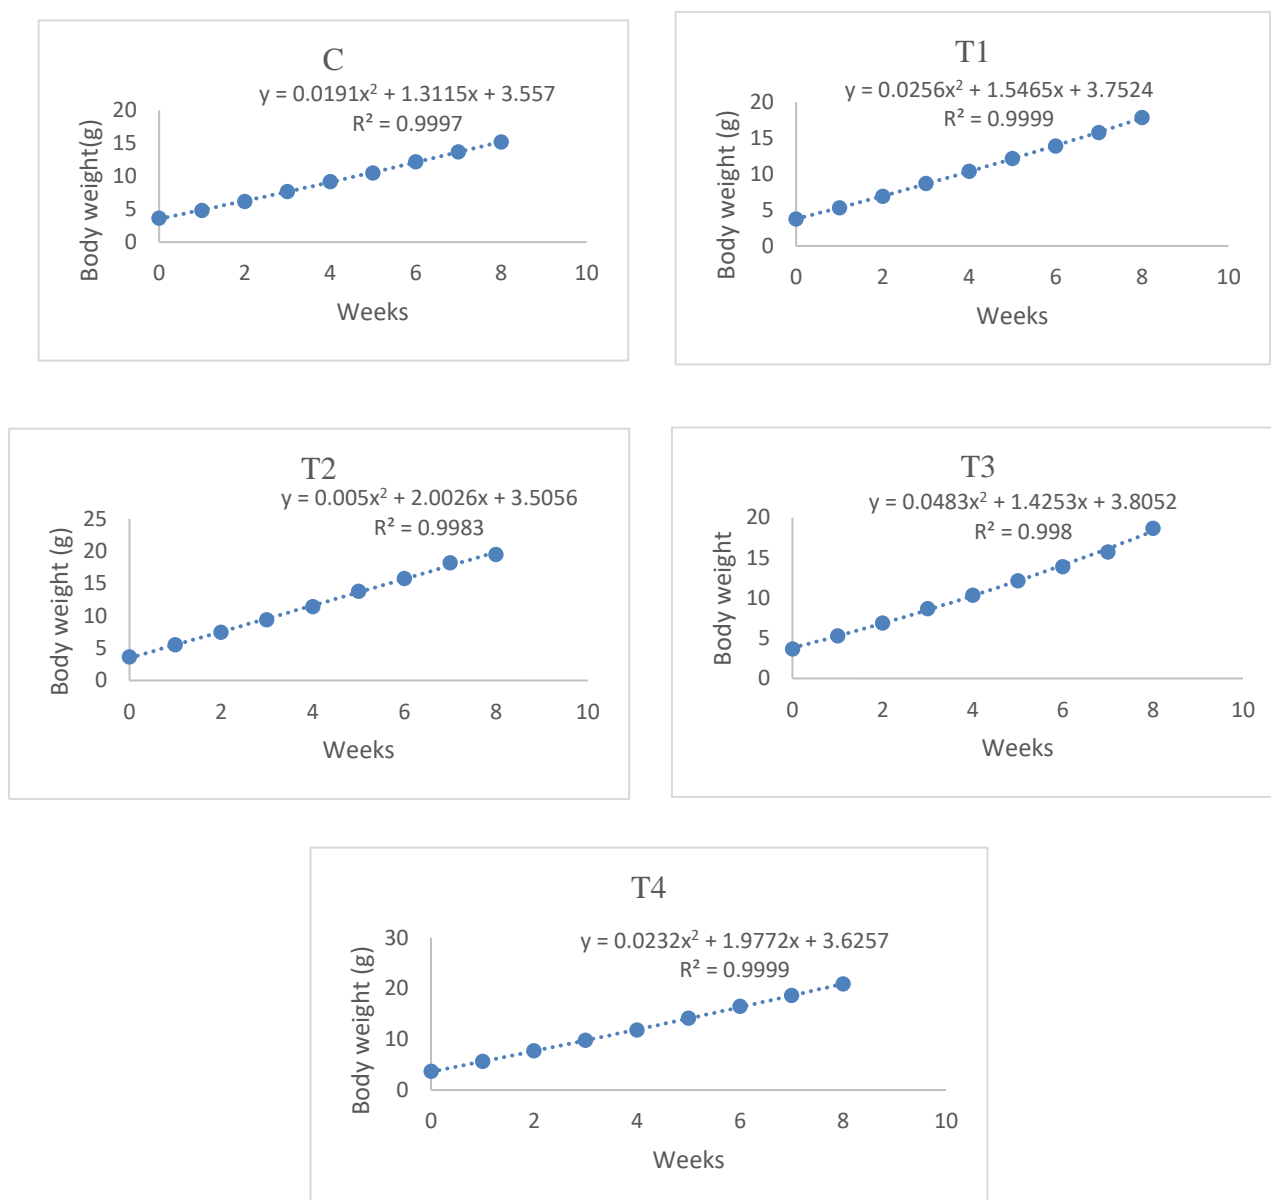 C
y = 0.0191x² + 1.3115x + 3.557
R² = 0.9997
Body weight(g)
20
15
10
5
0
0 2 4 6 8 10
Weeks
T1
y = 0.0256x² + 1.5465x + 3.7524
R² = 0.9999
Body weight (g)
20
15
10
5
0
0 2 4 6 8 10
Weeks
T2
y = 0.005x² + 2.0026x + 3.5056
R² = 0.9983
Body weight (g)
25
20
15
10
5
0
0 2 4 6 8 10
Weeks
T3
y = 0.0483x² + 1.4253x + 3.8052
R² = 0.998
Body weight
20
15
10
5
0
0 2 4 6 8 10
Weeks
T4
y = 0.0232x² + 1.9772x + 3.6257
R² = 0.9999
Body weight (g)
30
20
10
0
0 2 4 6 8 10
Weeks